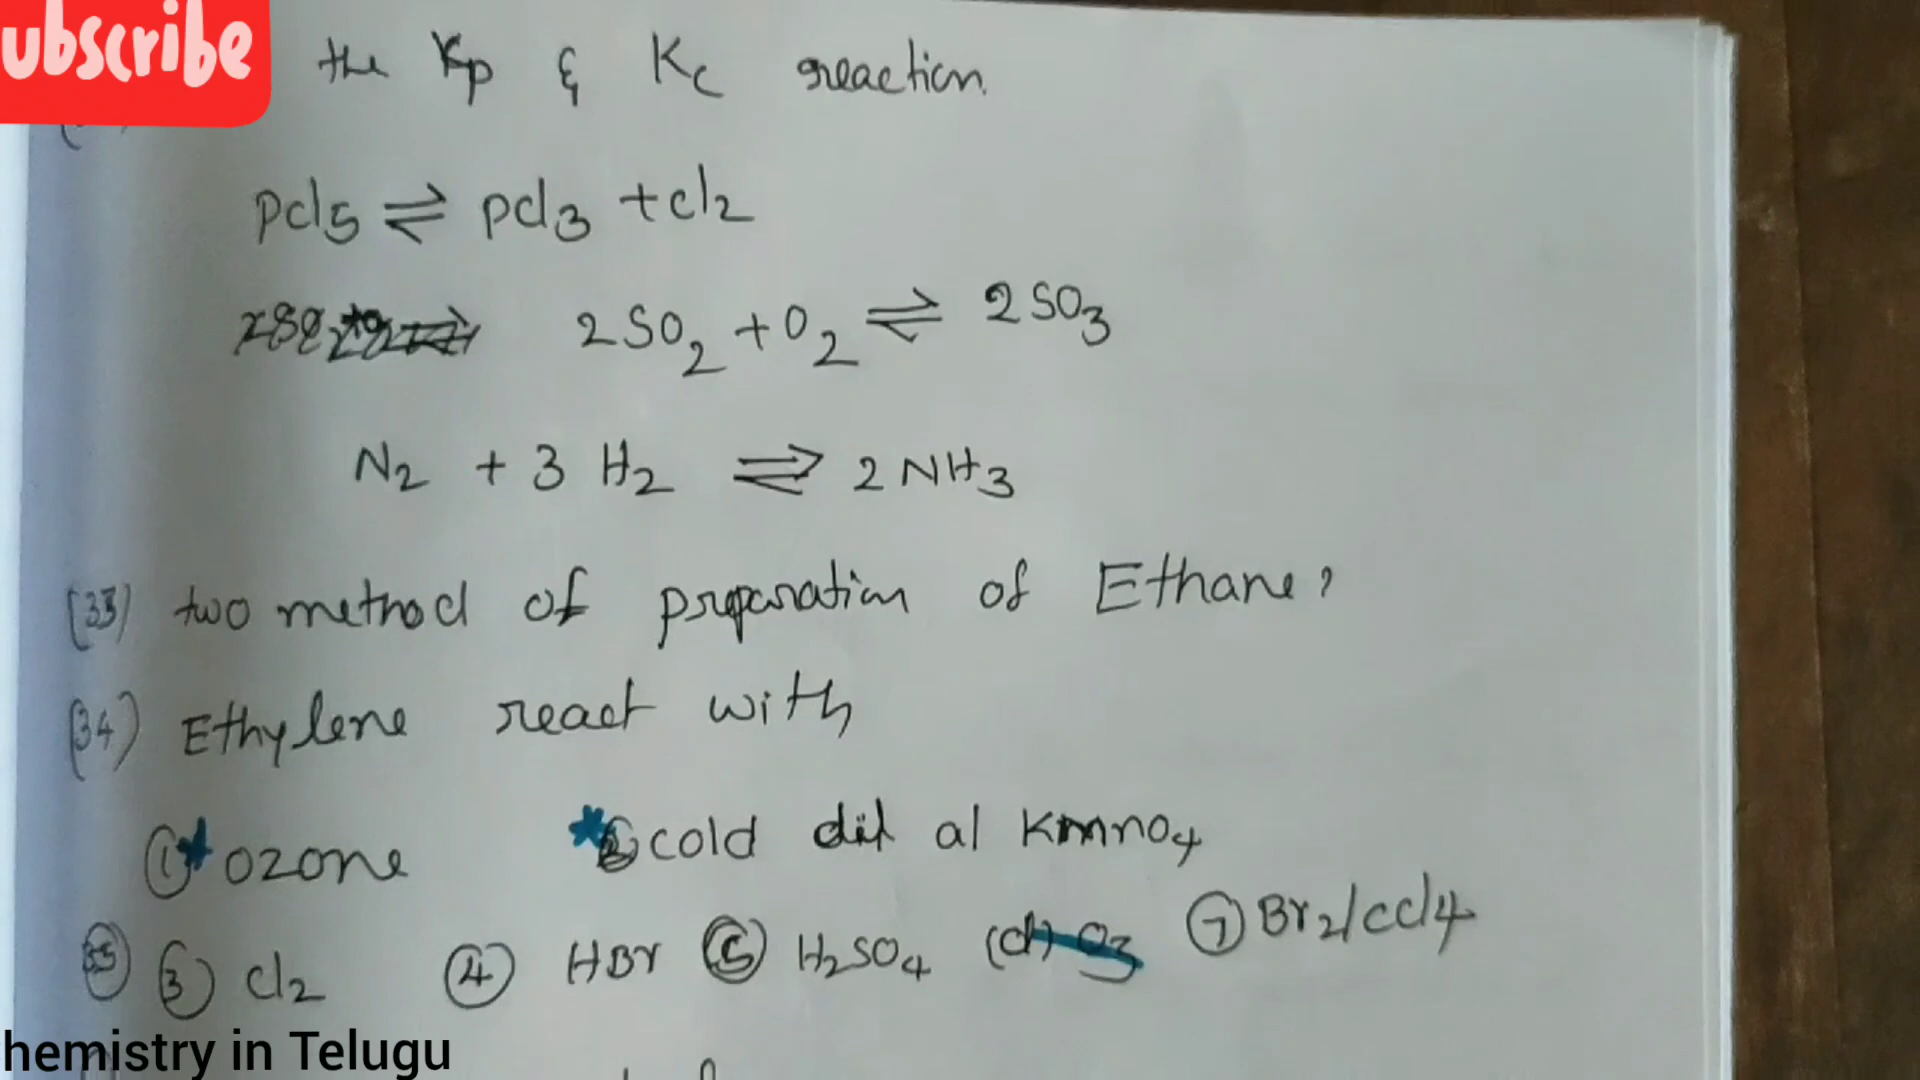 ubscribe
the Kp & Kc reaction.
pcl5 ⇌ pcl3 + cl2
2SO2 + O2 ⇌ 2SO3
N2 + 3 H2 ⇌ 2NH3
(33) two method of preparation of Ethane?
(34) Ethylene react with
① * ozone * ② cold dil al Kmno4
③ Cl2 ④ HBr ⑤ H2SO4 (d) O3 ⑦ Br2/ccl4
hemistry in Telugu